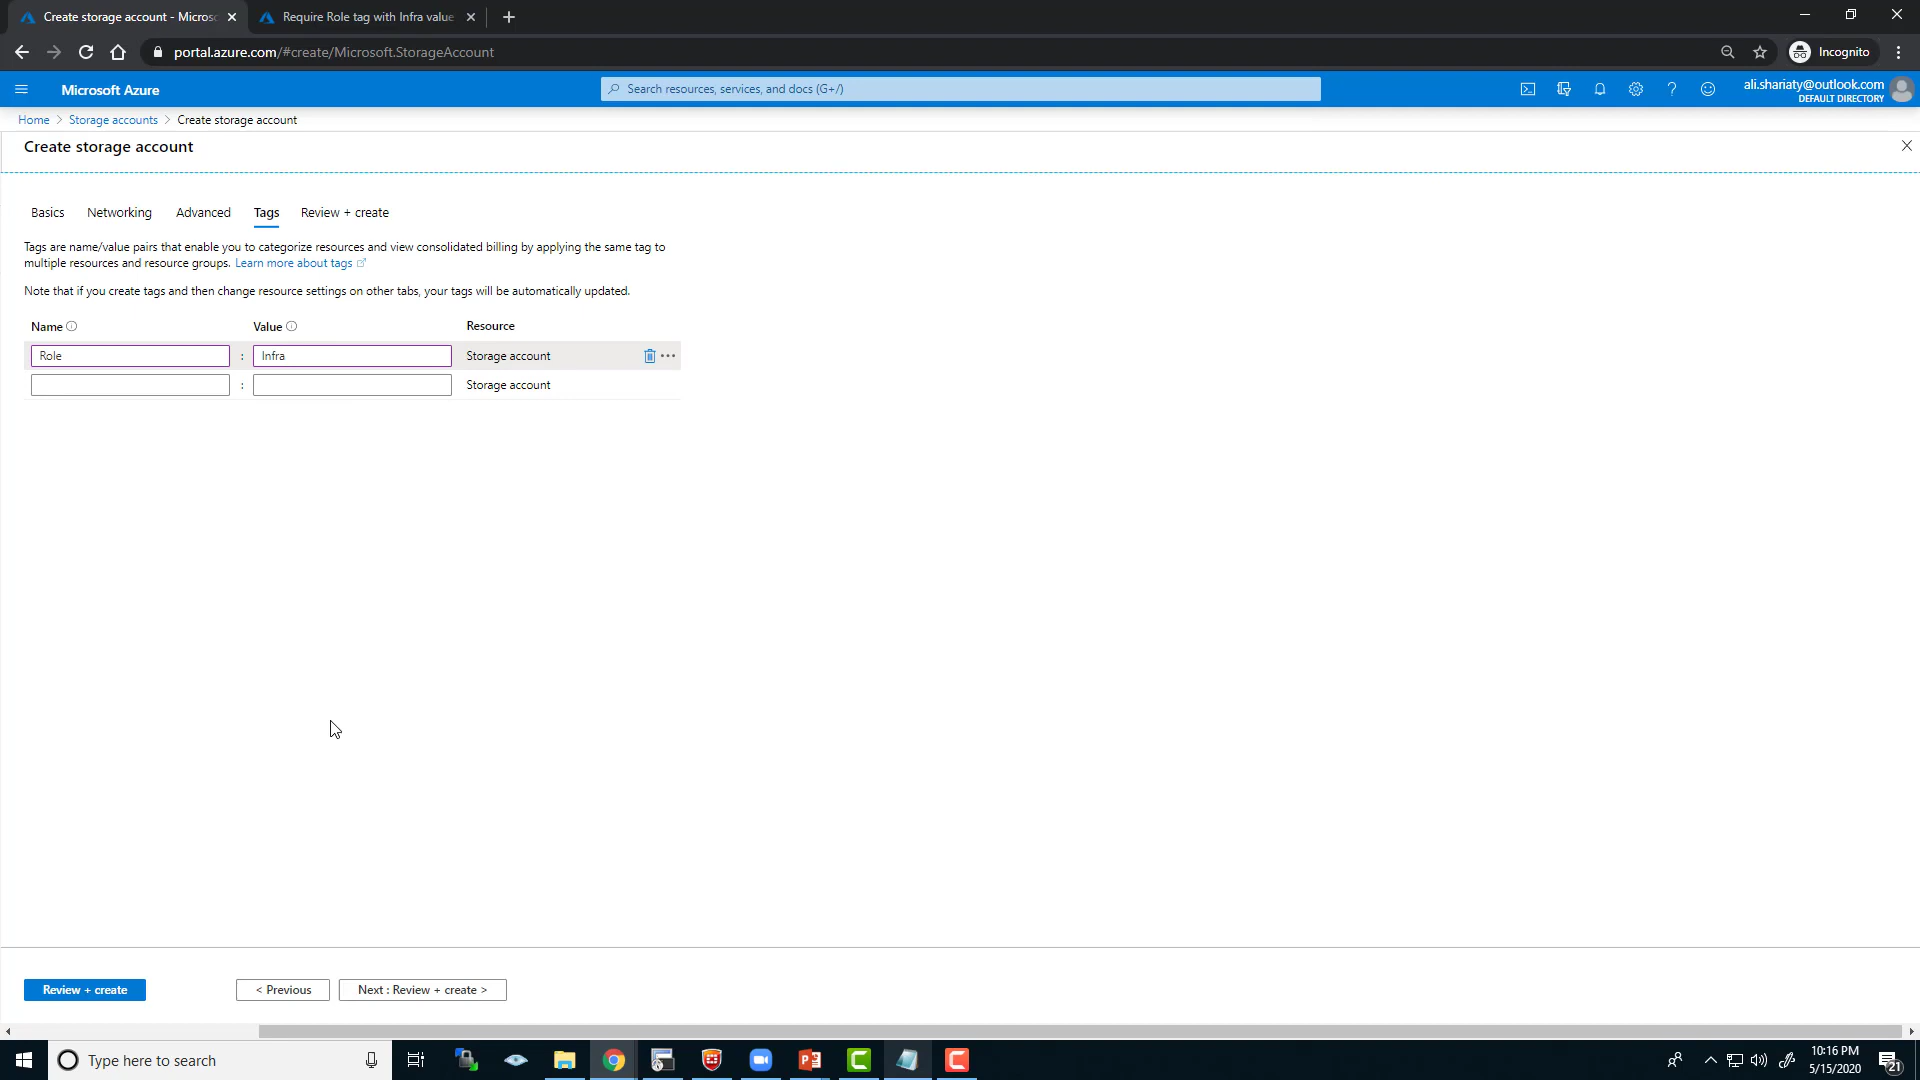 Create storage account - Micros
Require Role tag with Infra value
portal.azure.com/#create/Microsoft.StorageAccount
Incognito
Microsoft Azure
Search resources, services, and docs (G+/)
ali.shariaty@outlook.com
DEFAULT DIRECTORY
Home > Storage accounts > Create storage account
Create storage account
Basics Networking Advanced Tags Review + create
Tags are name/value pairs that enable you to categorize resources and view consolidated billing by applying the same tag to
multiple resources and resource groups. Learn more about tags
Note that if you create tags and then change resource settings on other tabs, your tags will be automatically updated.
Name Value Resource
Role : Infra Storage account
: Storage account
Review + create < Previous Next : Review + create >
Type here to search
10:16 PM
5/15/2020
21